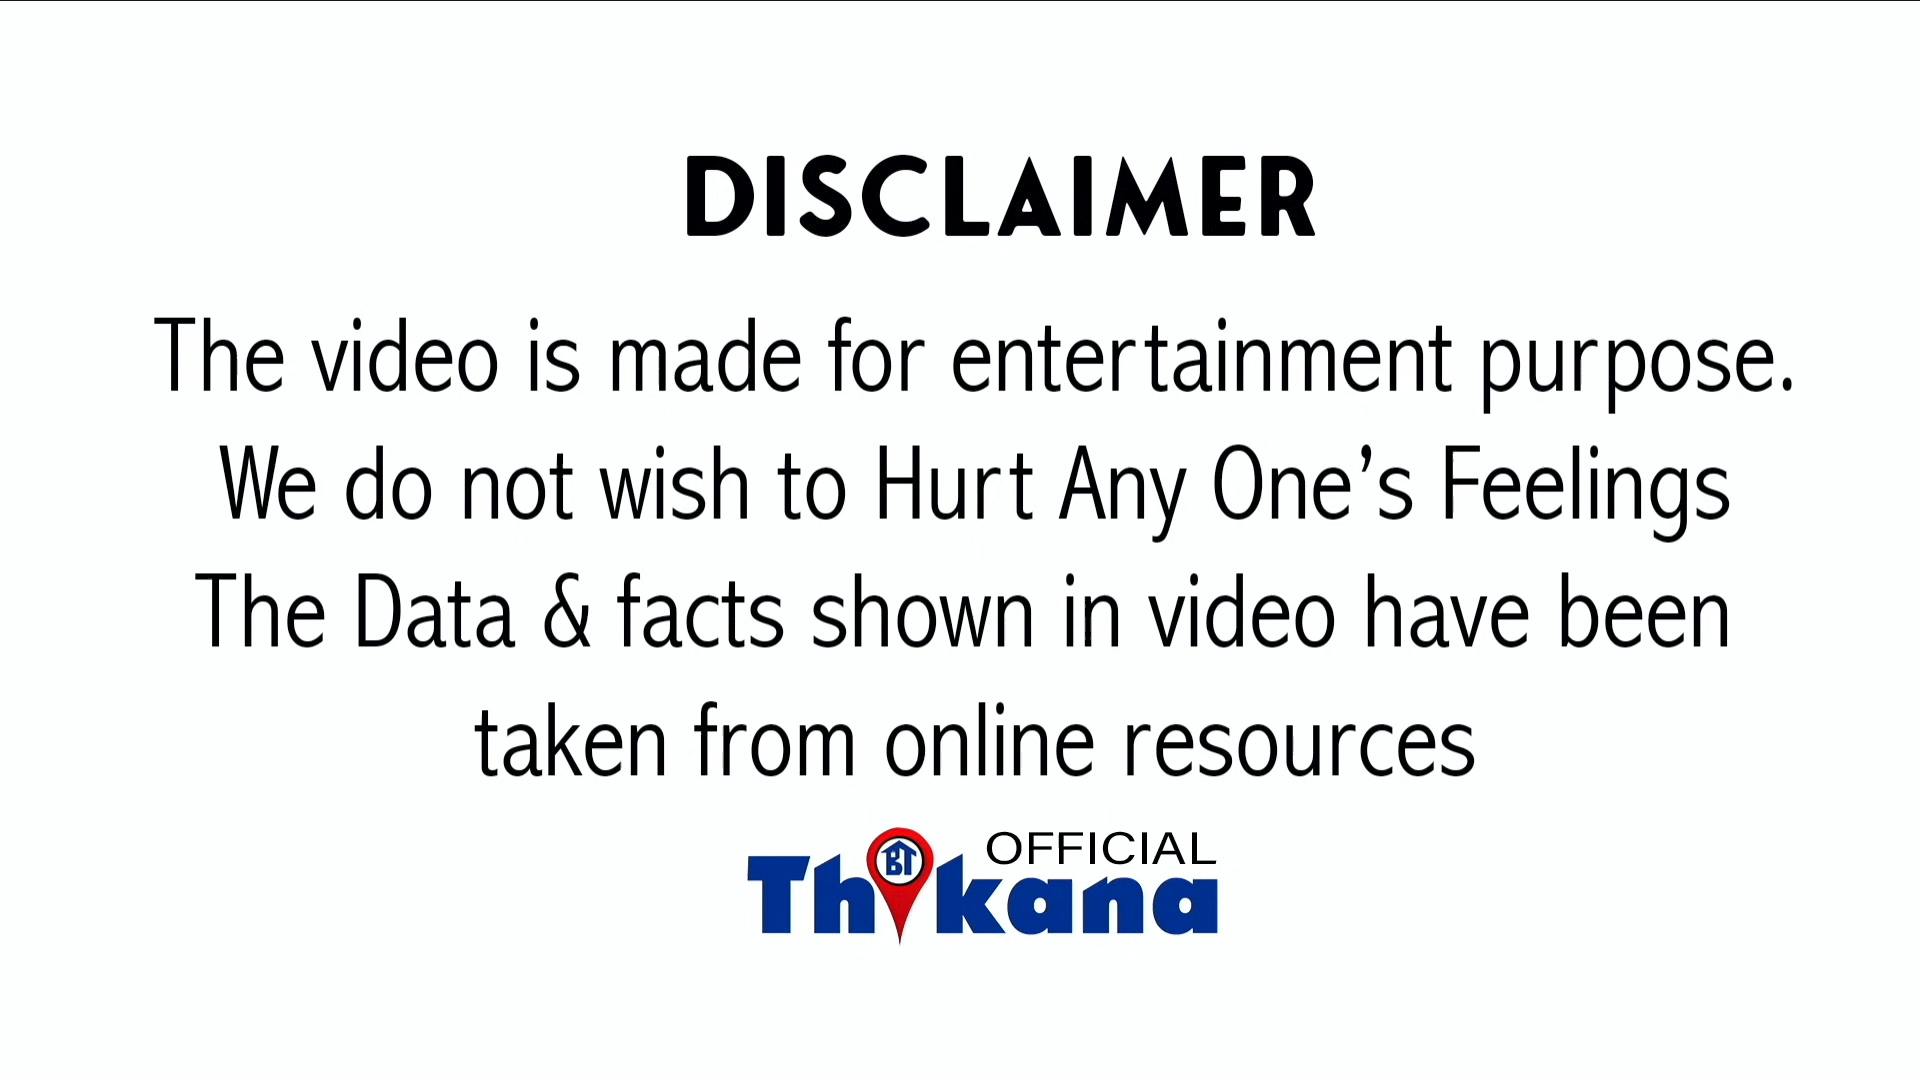 DISCLAIMER
The video is made for entertainment purpose.
We do not wish to Hurt Any One’s Feelings
The Data & facts shown in video have been
taken from online resources
OFFICIAL
BT
Thikana